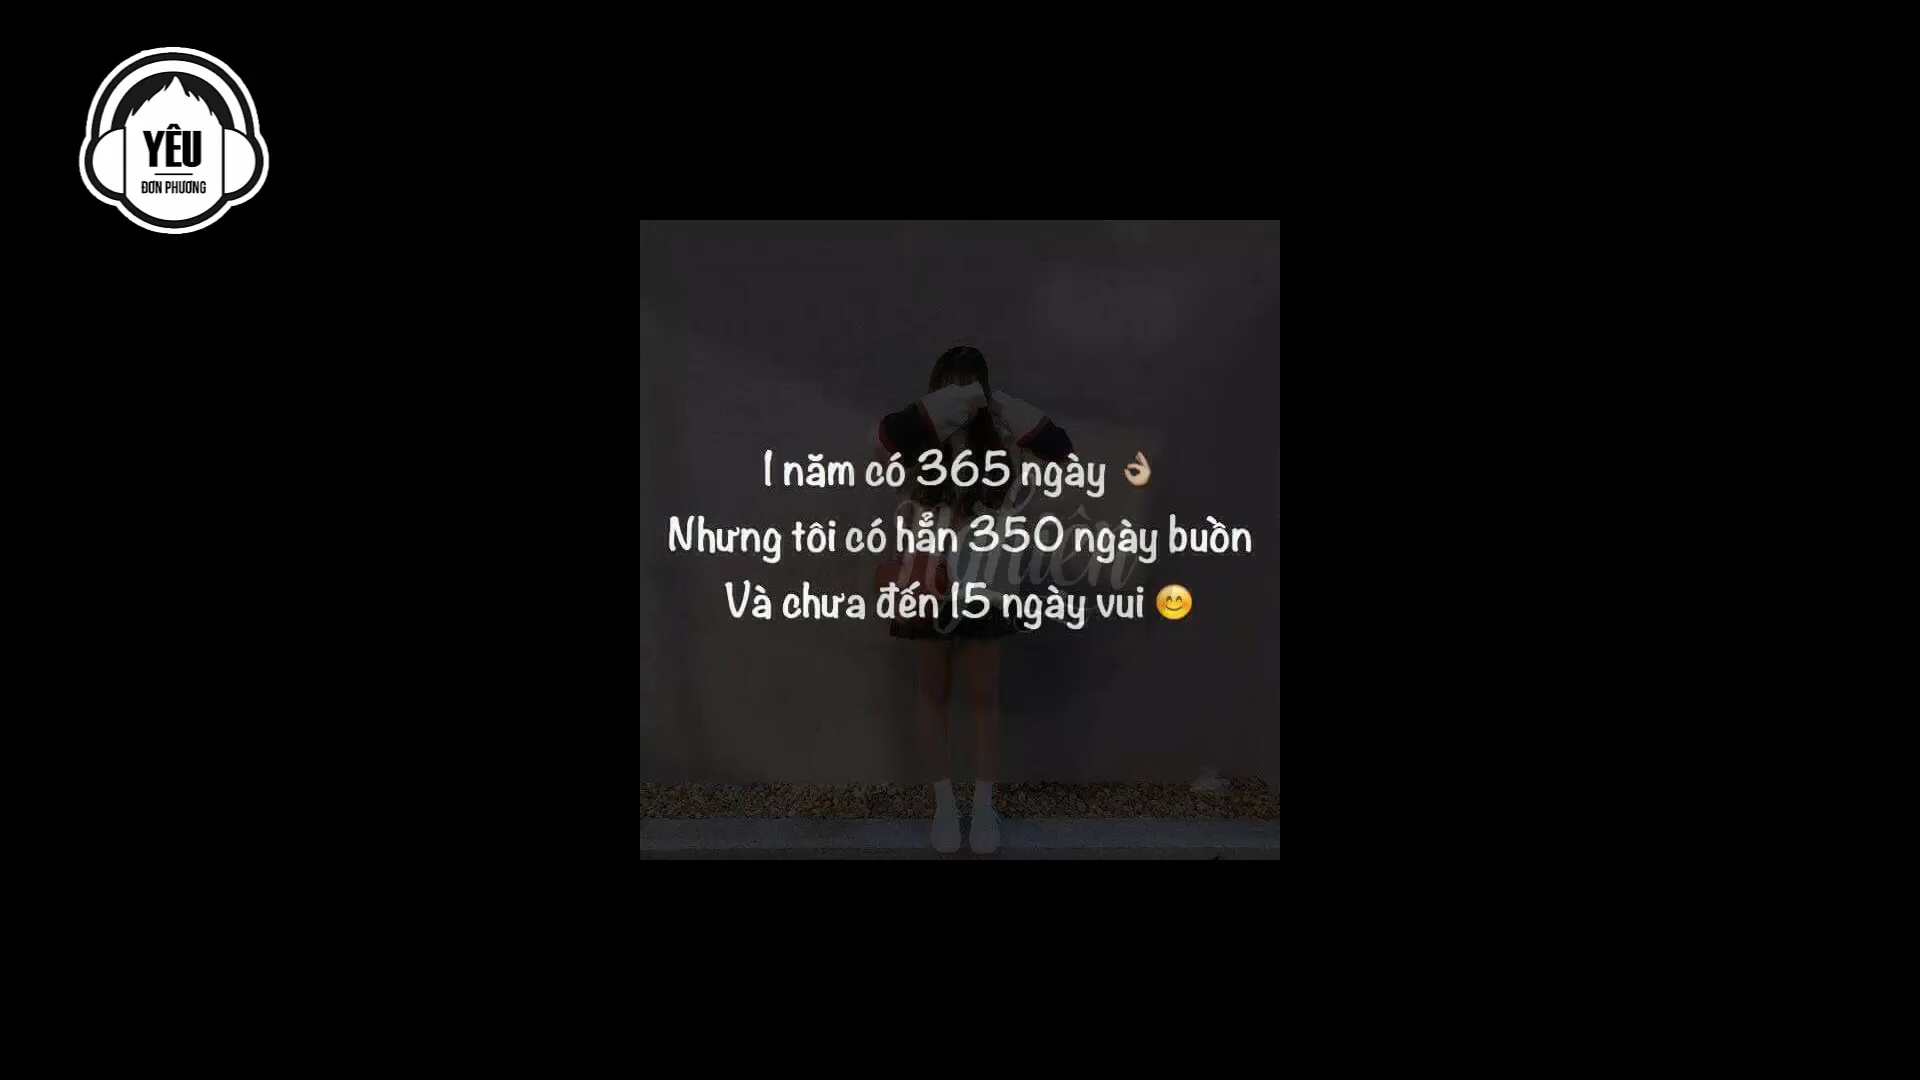 YÊU
ĐƠN PHƯƠNG
1 năm có 365 ngày 👌🏻
Nhưng tôi có hẳn 350 ngày buồn
Nghiện
Và chưa đến 15 ngày vui 😊